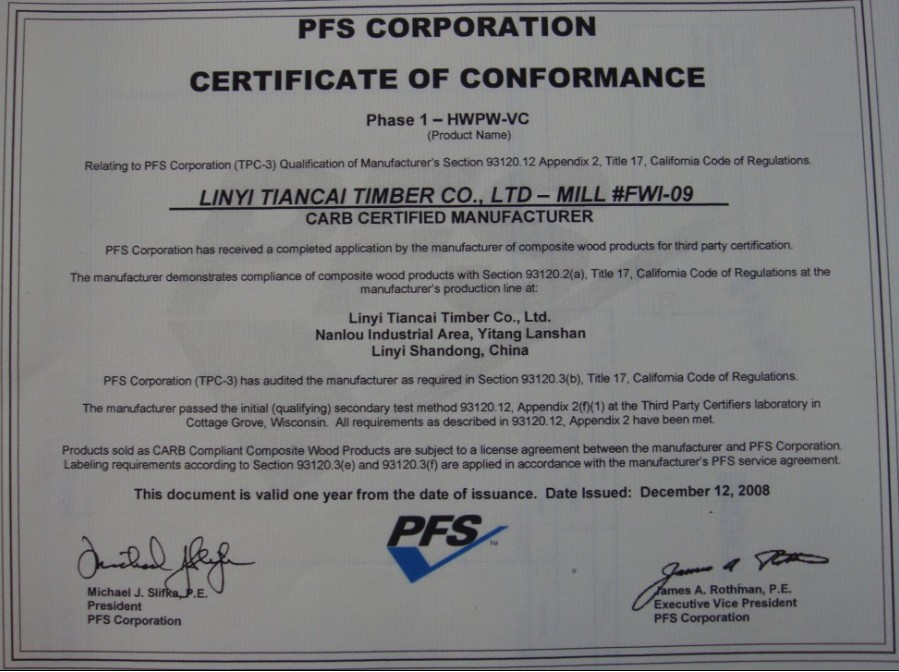 PFS CORPORATION
CERTIFICATE OF CONFORMANCE
Phase 1 – HWPW-VC
(Product Name)
Relating to PFS Corporation (TPC-3) Qualification of Manufacturer's Section 93120.12 Appendix 2, Title 17, California Code of Regulations.
LINYI TIANCAI TIMBER CO., LTD – MILL #FWI-09
CARB CERTIFIED MANUFACTURER
PFS Corporation has received a completed application by the manufacturer of composite wood products for third party certification.
The manufacturer demonstrates compliance of composite wood products with Section 93120.2(a), Title 17, California Code of Regulations at the
manufacturer's production line at:
Linyi Tiancai Timber Co., Ltd.
Nanlou Industrial Area, Yitang Lanshan
Linyi Shandong, China
PFS Corporation (TPC-3) has audited the manufacturer as required in Section 93120.3(b), Title 17, California Code of Regulations.
The manufacturer passed the initial (qualifying) secondary test method 93120.12, Appendix 2(f)(1) at the Third Party Certifiers laboratory in
Cottage Grove, Wisconsin. All requirements as described in 93120.12, Appendix 2 have been met.
Products sold as CARB Compliant Composite Wood Products are subject to a license agreement between the manufacturer and PFS Corporation.
Labeling requirements according to Section 93120.3(e) and 93120.3(f) are applied in accordance with the manufacturer's PFS service agreement.
This document is valid one year from the date of issuance. Date Issued: December 12, 2008
PFS TM
Michael J. Slifka, P.E.
President
PFS Corporation
James A. Rothman, P.E.
Executive Vice President
PFS Corporation